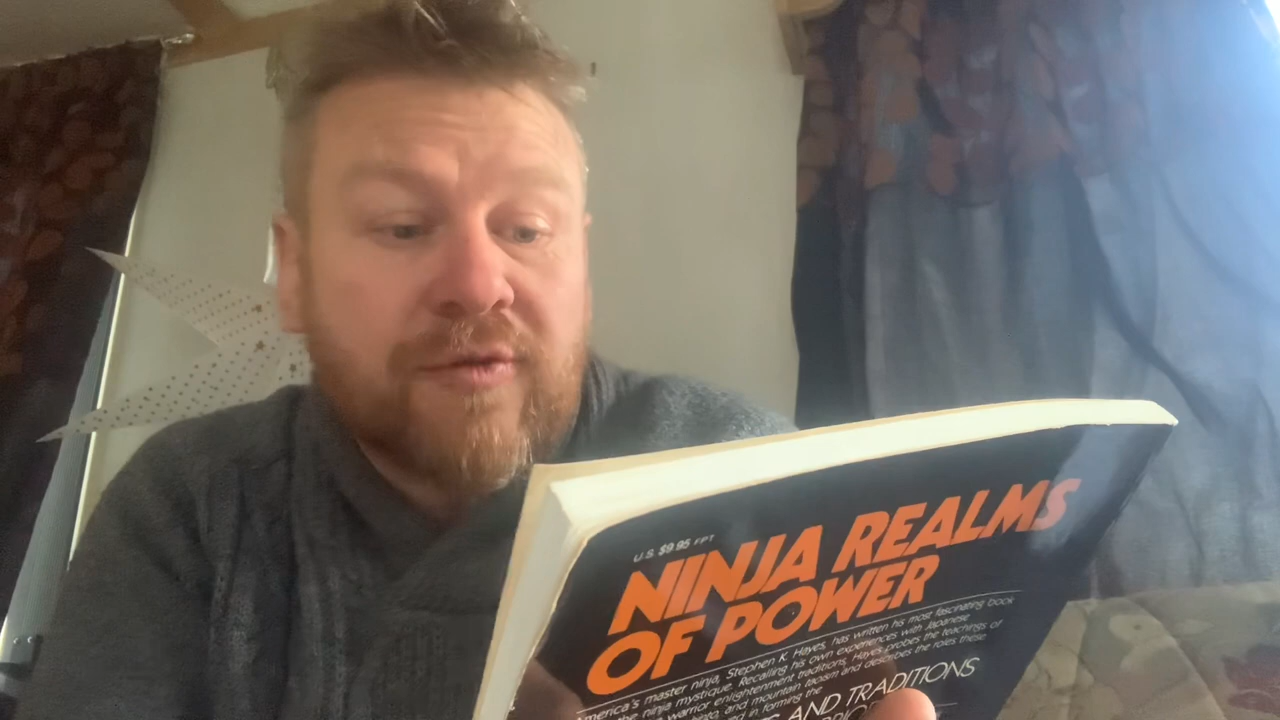 U.S. $9.95 FPT
NINJA REALMS
OF POWER
America's master ninja, Stephen K. Hayes, has written his most fascinating book
the ninja mystique. Recalling his own experiences with Japanese
warrior enlightenment traditions, Hayes probes the teachings of
and mountain taoism and describes the roles these
ed in forming the
AND TRADITIONS